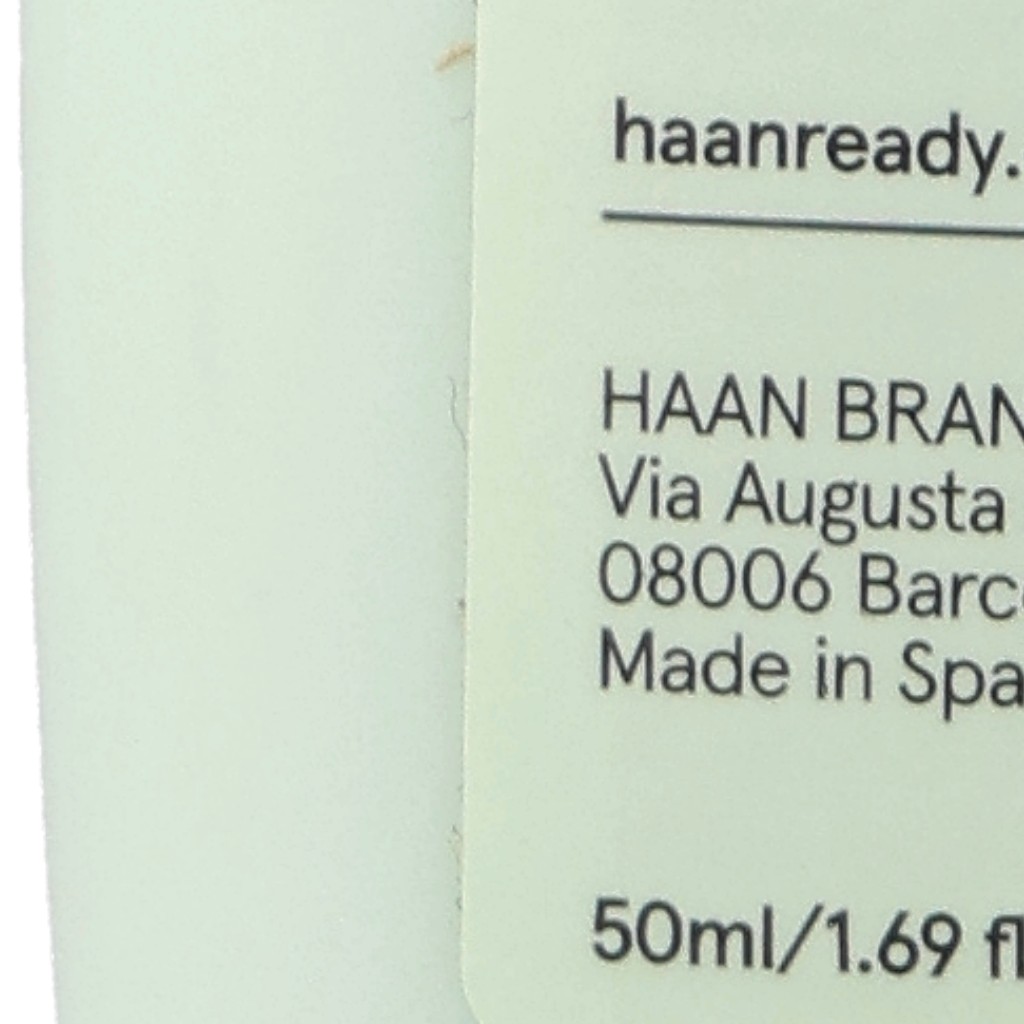 haanready.
HAAN BRAN
Via Augusta
08006 Barc
Made in Spa
50ml/1.69 fl